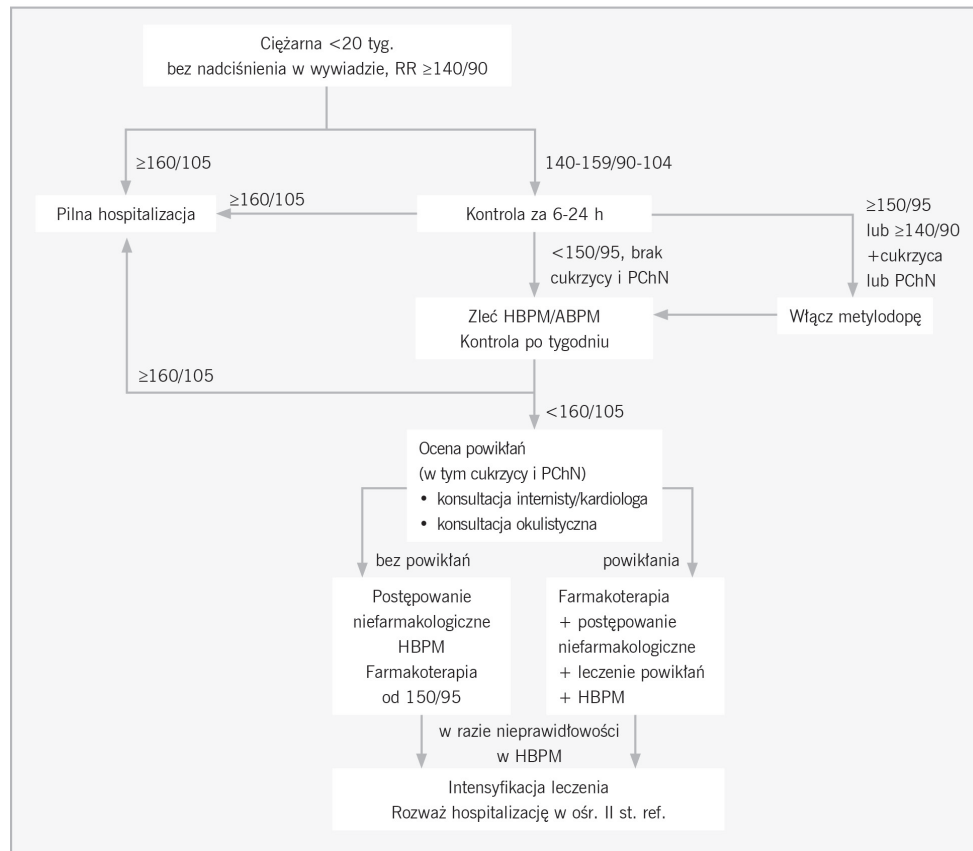 Ciężarna <20 tyg.
bez nadciśnienia w wywiadzie, RR ≥140/90
≥160/105
140-159/90-104
Pilna hospitalizacja
≥160/105
Kontrola za 6-24 h
≥150/95
lub ≥140/90
+cukrzyca
lub PChN
<150/95, brak
cukrzycy i PChN
Zleć HBPM/ABPM
Kontrola po tygodniu
Włącz metylodopę
≥160/105
<160/105
Ocena powikłań
(w tym cukrzycy i PChN)
• konsultacja internisty/kardiologa
• konsultacja okulistyczna
bez powikłań
powikłania
Postępowanie
niefarmakologiczne
HBPM
Farmakoterapia
od 150/95
Farmakoterapia
+ postępowanie
niefarmakologiczne
+ leczenie powikłań
+ HBPM
w razie nieprawidłowości
w HBPM
Intensyfikacja leczenia
Rozważ hospitalizację w ośr. II st. ref.